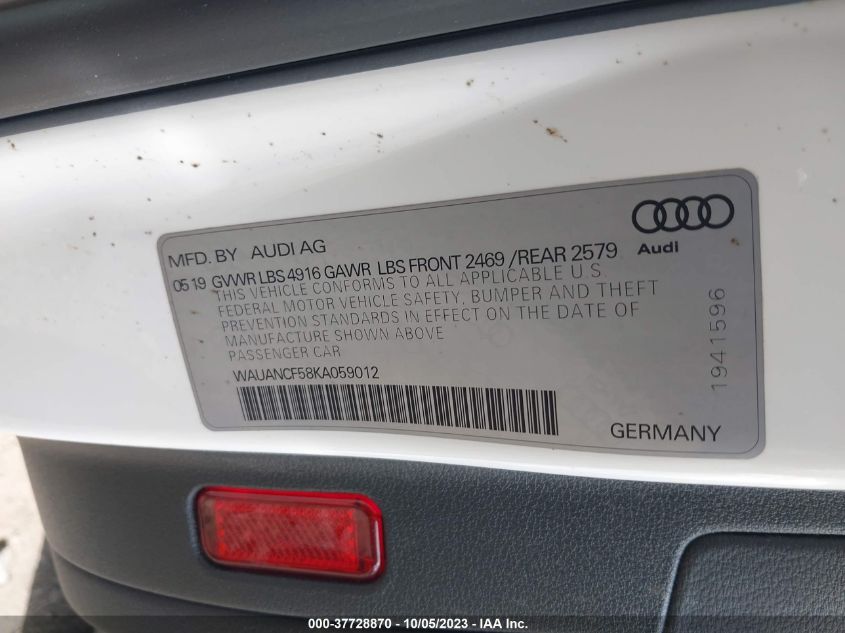 MFD. BY AUDI AG
Audi
0519 GVWR LBS 4916 GAWR LBS FRONT 2469 /REAR 2579
THIS VEHICLE CONFORMS TO ALL APPLICABLE U S
FEDERAL MOTOR VEHICLE SAFETY, BUMPER AND THEFT
PREVENTION STANDARDS IN EFFECT ON THE DATE OF
MANUFACTURE SHOWN ABOVE
PASSENGER CAR
WAUANCF58KA059012
GERMANY
1941596
000-37728870 - 10/05/2023 - IAA Inc.